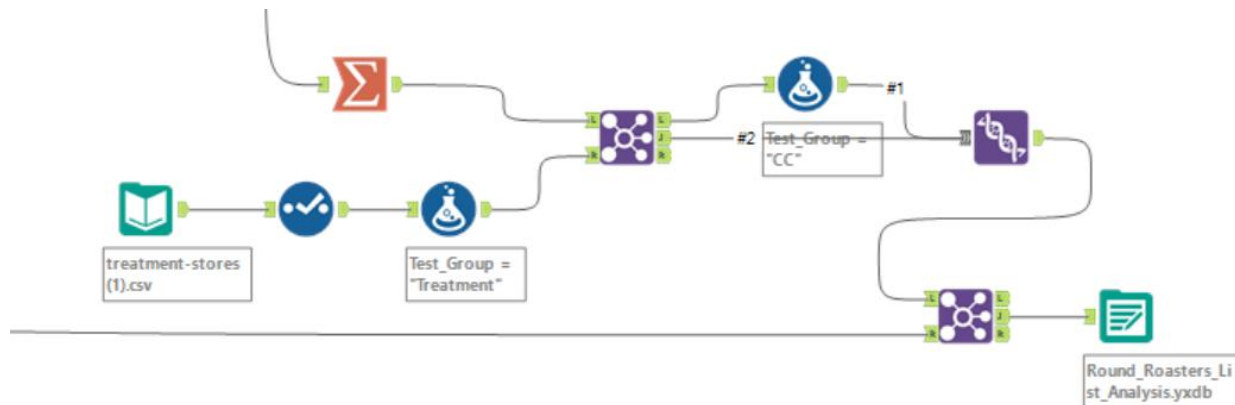 #1
#2
Test_Group =
"CC"
L
R
L
J
R
treatment-stores
(1).csv
Test_Group =
"Treatment"
L
R
L
J
R
Round_Roasters_Li
st_Analysis.yxdb